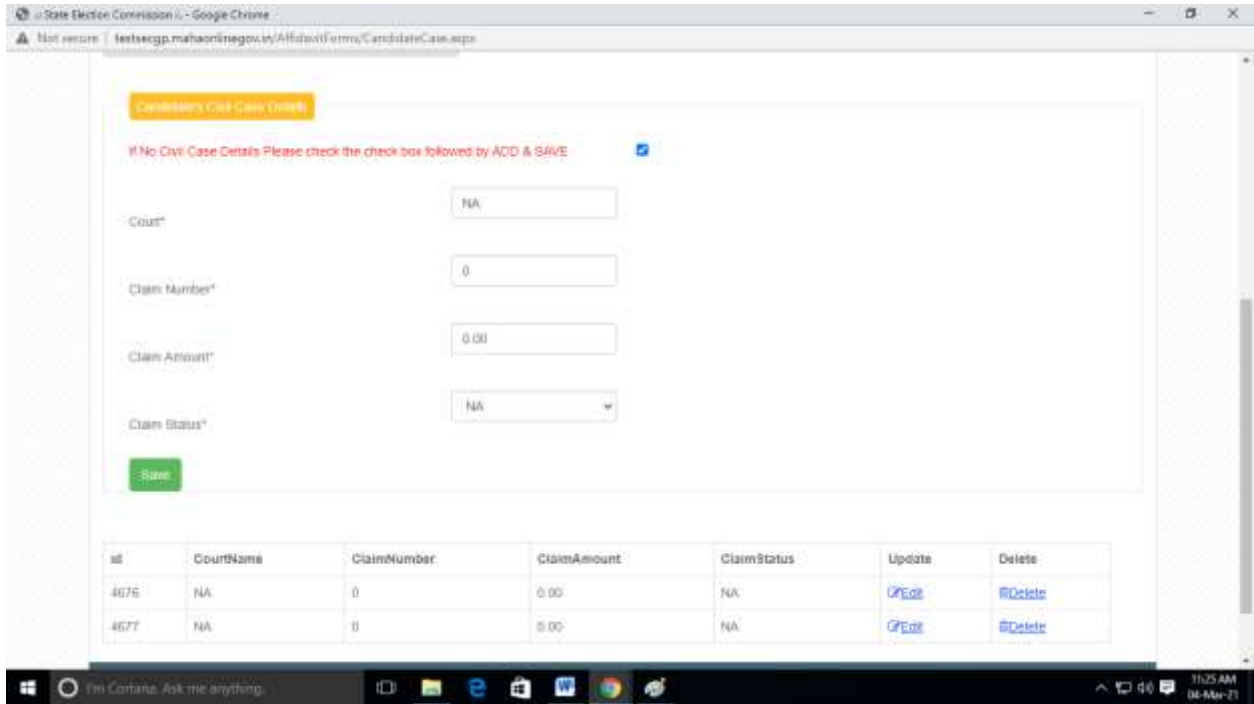 State Election Commission :. - Google Chrome
Not secure | testsecgp.mahaonlinegov.in/AffidavitForms/CandidateCase.aspx
Candidate's Civil Case Details
If No Civil Case Details Please check the check box followed by ADD & SAVE
Court* NA
Claim Number* 0
Claim Amount* 0.00
Claim Status* NA
Save
id CourtName ClaimNumber ClaimAmount ClaimStatus Update Delete
4676 NA 0 0.00 NA Edit Delete
4677 NA 0 0.00 NA Edit Delete
I'm Cortana. Ask me anything. 11:25 AM
04-Mar-21